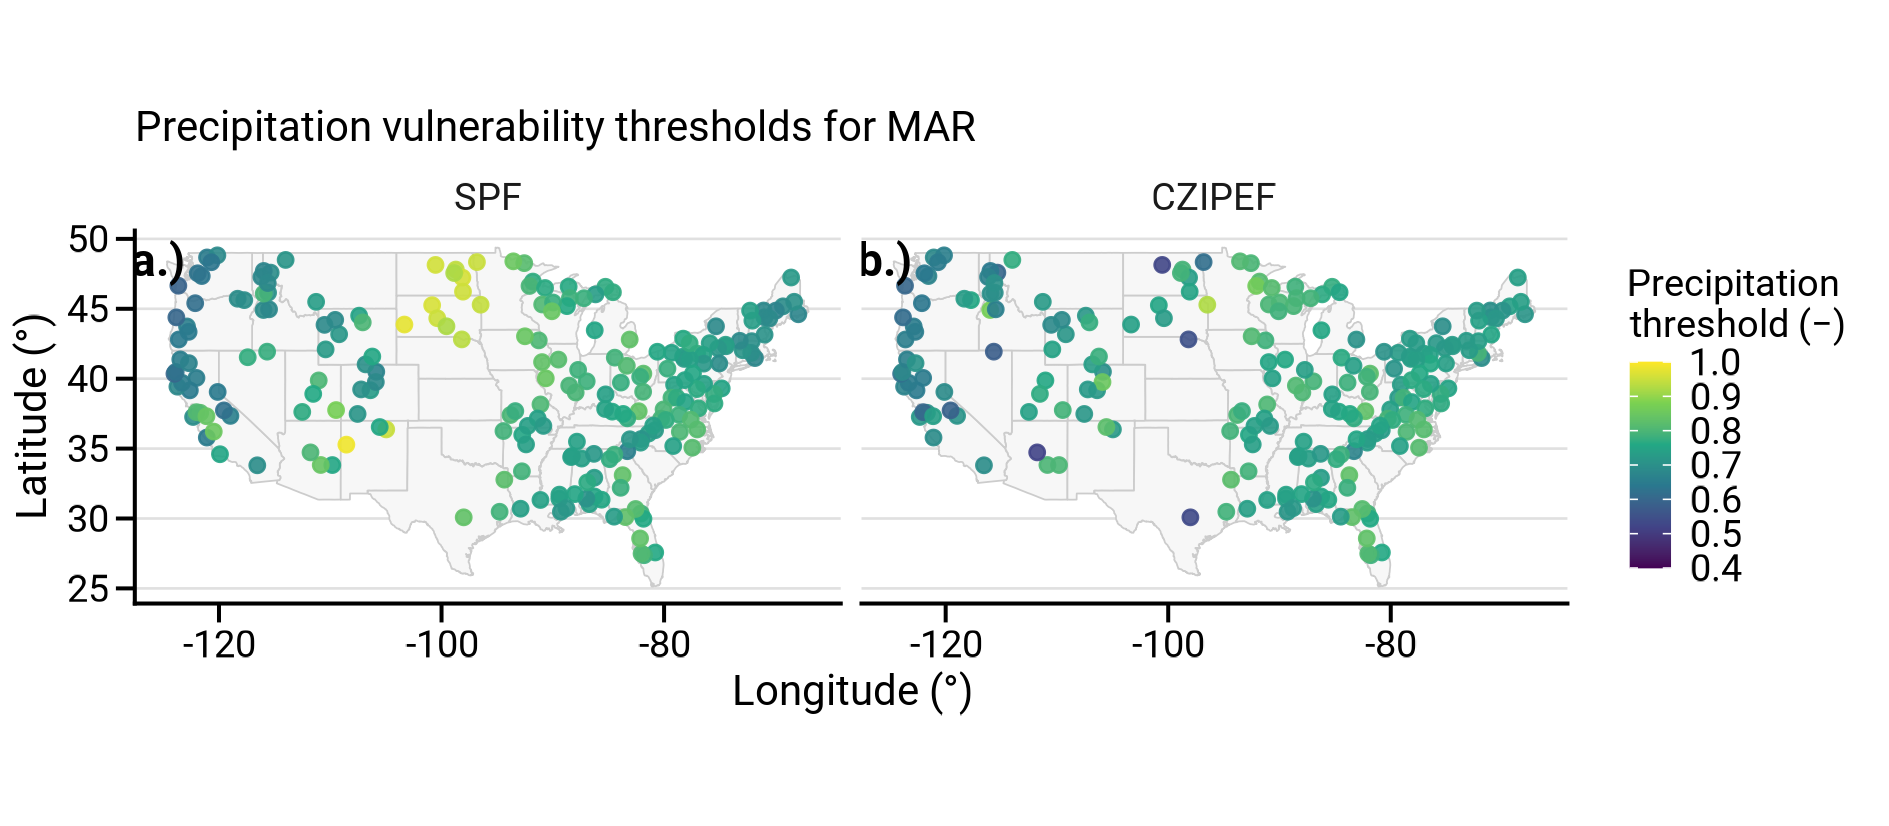 Precipitation vulnerability thresholds for MAR
SPF
CZIPEF
a.)
b.)
50
45
40
35
30
25
Latitude (°)
-120
-100
-80
-120
-100
-80
Longitude (°)
Precipitation
threshold (−)
1.0
0.9
0.8
0.7
0.6
0.5
0.4